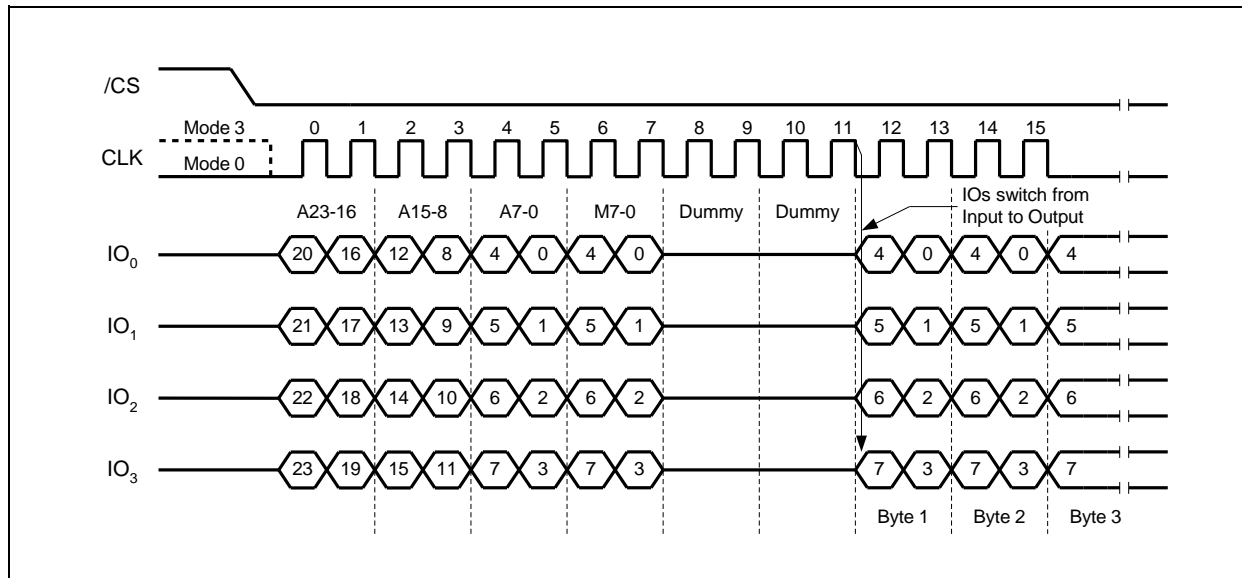 /CS
Mode 3 0 1 2 3 4 5 6 7 8 9 10 11 12 13 14 15
CLK
Mode 0
A23-16 A15-8 A7-0 M7-0 Dummy Dummy IOs switch from
Input to Output
IO0 20 16 12 8 4 0 4 0 4 0 4 0 4
IO1 21 17 13 9 5 1 5 1 5 1 5 1 5
IO2 22 18 14 10 6 2 6 2 6 2 6 2 6
IO3 23 19 15 11 7 3 7 3 7 3 7 3 7
Byte 1 Byte 2 Byte 3